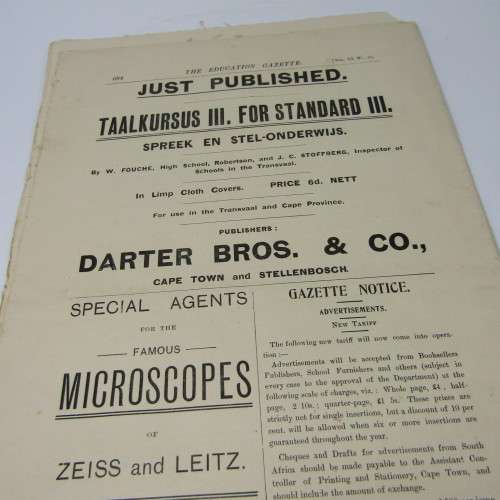 694
THE EDUCATION GAZETTE.
JUST PUBLISHED.
TAALKURSUS III. FOR STANDARD III.
SPREEK EN STEL-ONDERWIJS.
By W. FOUCHE, High School, Robertson, and J. C. STOFFBERG, Inspector of
Schools in the Transvaal.
In Limp Cloth Covers. PRICE 6d. NETT
For use in the Transvaal and Cape Province.
PUBLISHERS:
DARTER BROS. & CO.,
CAPE TOWN and STELLENBOSCH.
SPECIAL AGENTS
FOR THE
FAMOUS
MICROSCOPES
OF
ZEISS and LEITZ.
GAZETTE NOTICE.
ADVERTISEMENTS.
NEW TARIFF
The following new tariff will now come into opera-
tion :—
Advertisements will be accepted from Booksellers
Publishers, School Furnishers and others (subject in
every case to the approval of the Department) at the
following scale of charges, viz. : Whole page, £4 ; half-
page, £2 10s. ; quarter-page, £1 5s. These prices are
strictly net for single insertions, but a discount of 10 per
cent. will be allowed when six or more insertions are
guaranteed throughout the year.
Cheques and Drafts for advertisements from South
Africa should be made payable to the Assistant Con-
troller of Printing and Stationery, Cape Town, and
should include the amount of exchange.